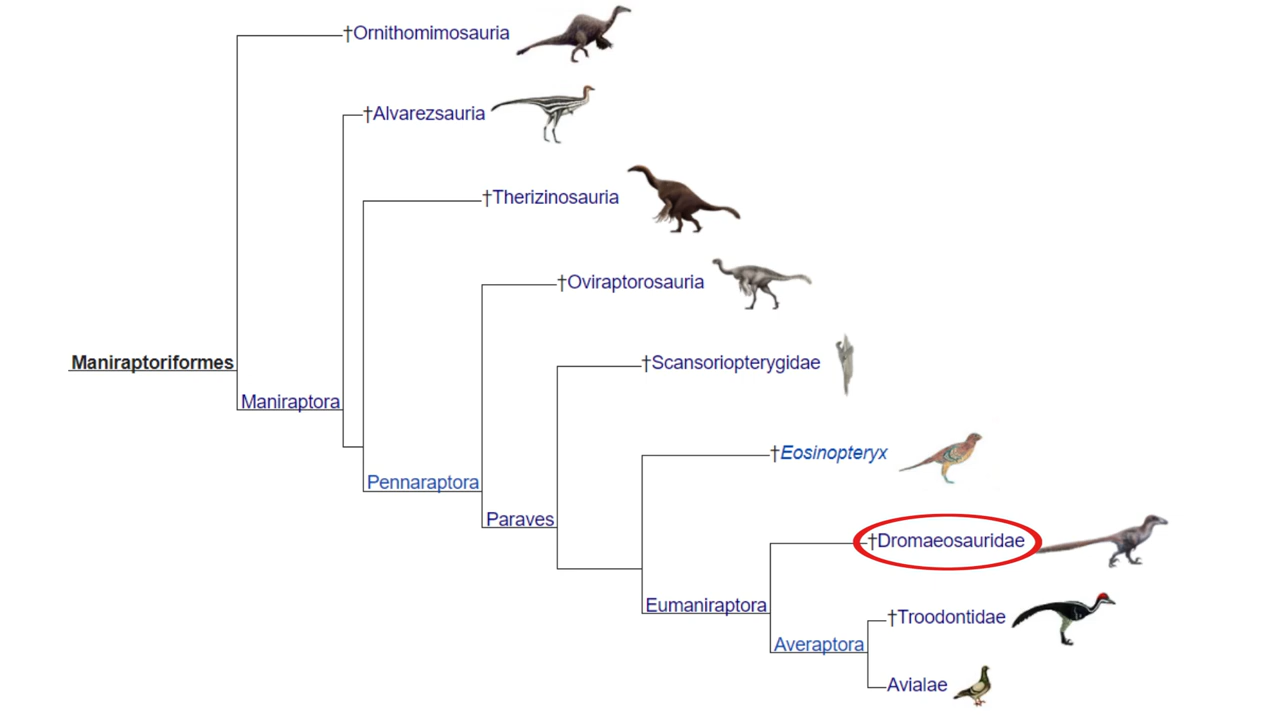 †Ornithomimosauria
†Alvarezsauria
†Therizinosauria
†Oviraptorosauria
†Scansoriopterygidae
Maniraptoriformes
Maniraptora
†Eosinopteryx
Pennaraptora
Paraves
†Dromaeosauridae
Eumaniraptora
†Troodontidae
Averaptora
Avialae